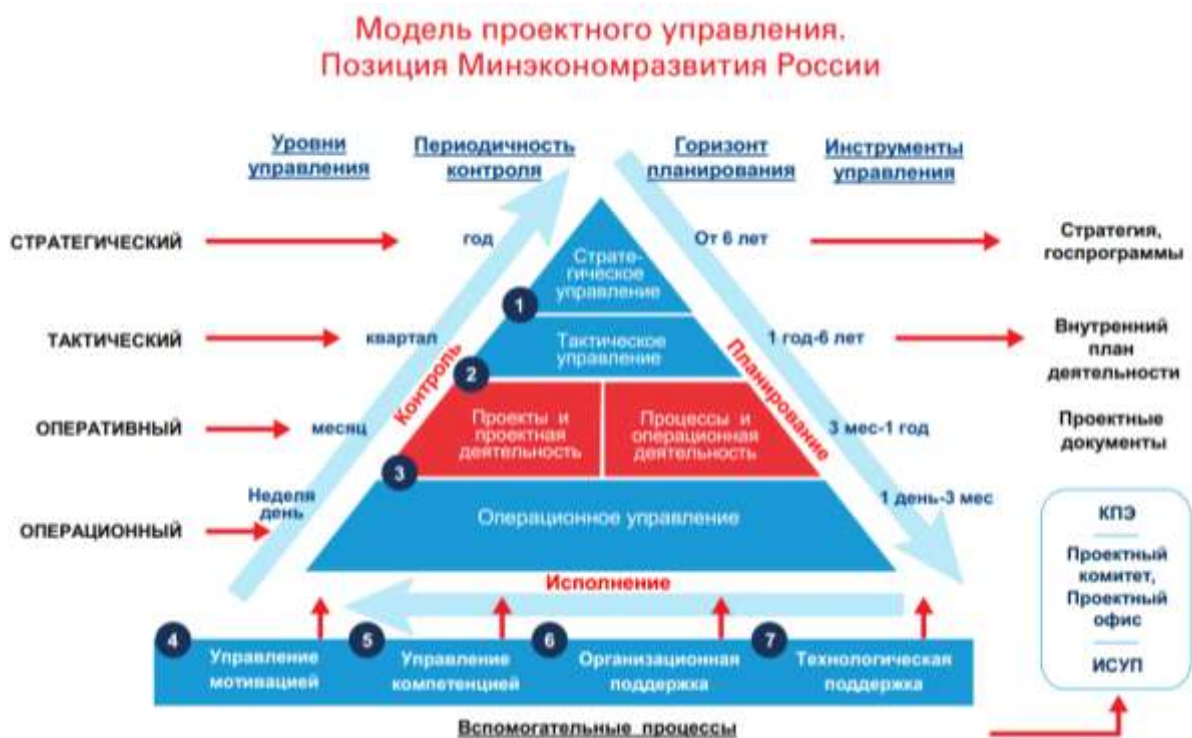 Модель проектного управления.
Позиция Минэкономразвития России
Уровни
управления
Периодичность
контроля
Горизонт
планирования
Инструменты
управления
СТРАТЕГИЧЕСКИЙ
год
Страте-
гическое
управление
От 6 лет
Стратегия,
госпрограммы
1
ТАКТИЧЕСКИЙ
квартал
Тактическое
управление
1 год-6 лет
Внутренний
план
деятельности
Контроль
Планирование
2
ОПЕРАТИВНЫЙ
месяц
Проекты и
проектная
деятельность
Процессы и
операционная
деятельность
3 мес-1 год
Проектные
документы
3
ОПЕРАЦИОННЫЙ
Неделя
день
Операционное управление
1 день-3 мес
Исполнение
КПЭ
Проектный
комитет,
Проектный
офис
ИСУП
4
Управление
мотивацией
5
Управление
компетенцией
6
Организационная
поддержка
7
Технологическая
поддержка
Вспомогательные процессы